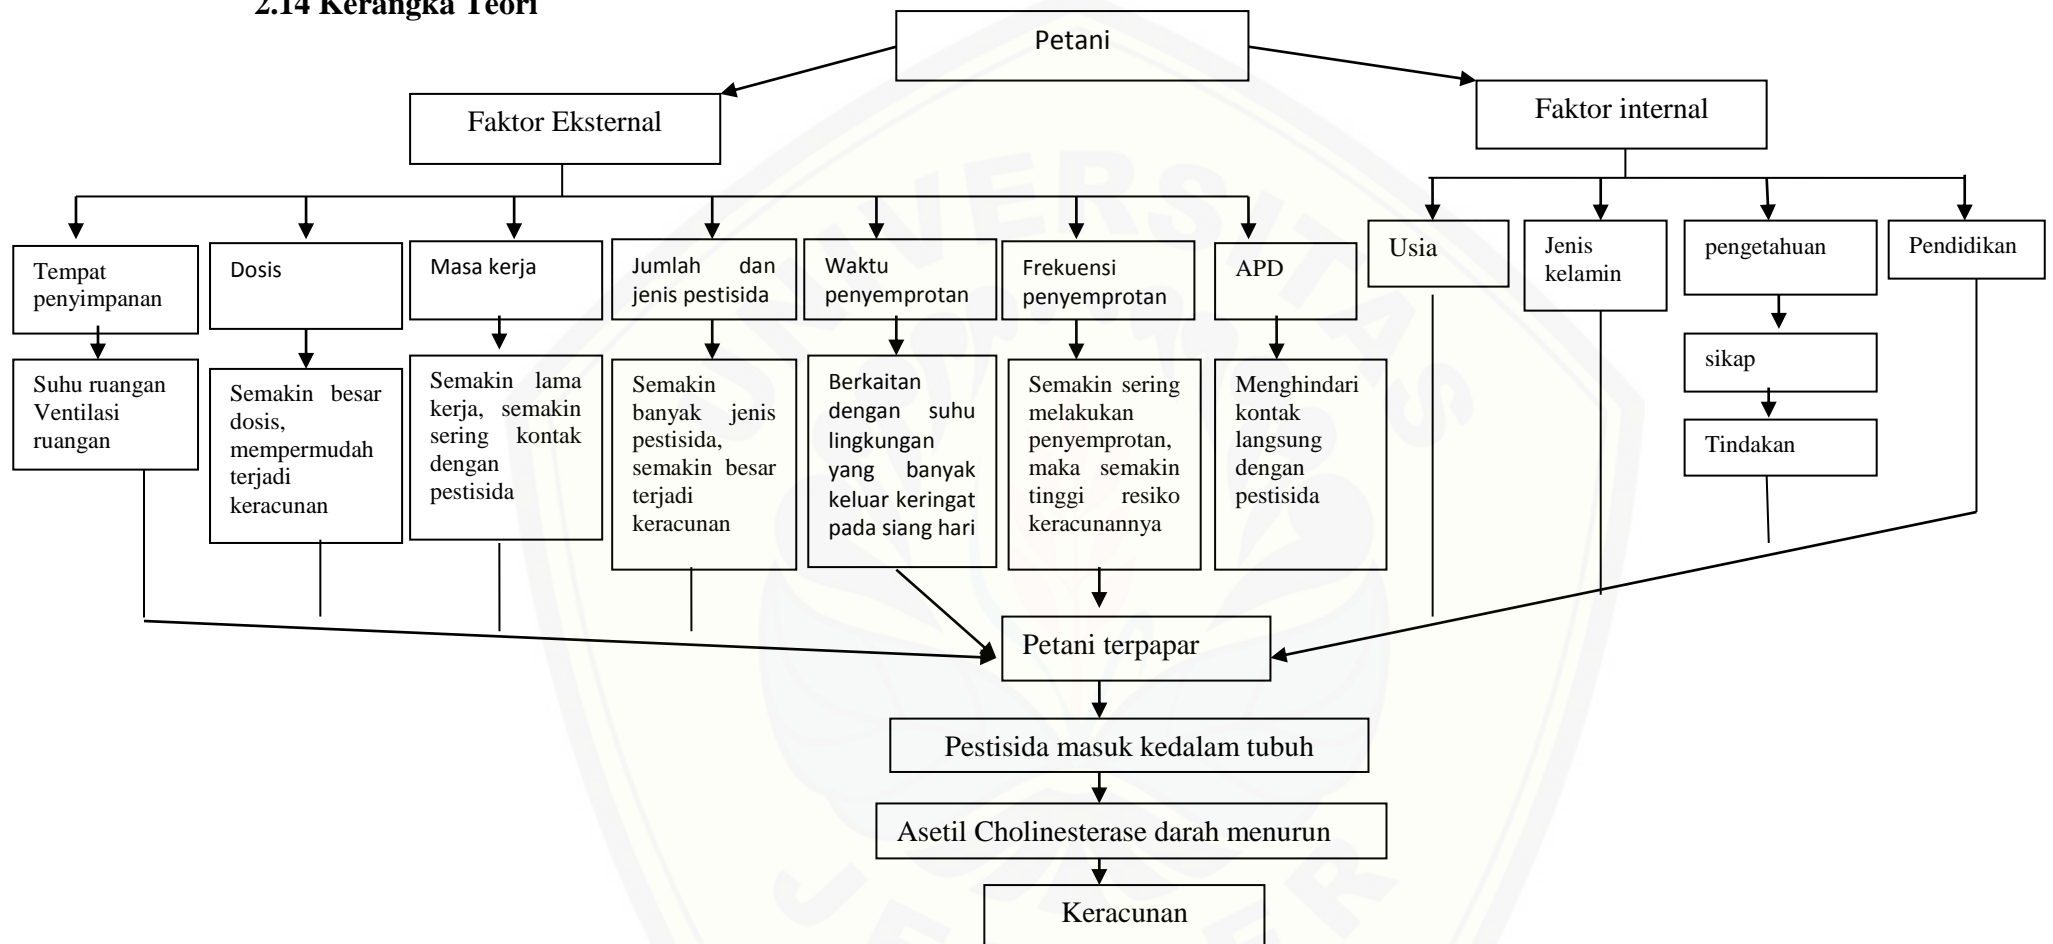 2.14 Kerangka Teori
Petani
Faktor Eksternal
Faktor internal
Tempat
penyimpanan
Dosis
Masa kerja
Jumlah dan
jenis pestisida
Waktu
penyemprotan
Frekuensi
penyemprotan
APD
Usia
Jenis
kelamin
pengetahuan
Pendidikan
Suhu ruangan
Ventilasi
ruangan
Semakin besar
dosis,
mempermudah
terjadi
keracunan
Semakin lama
kerja, semakin
sering kontak
dengan
pestisida
Semakin
banyak jenis
pestisida,
semakin besar
terjadi
keracunan
Berkaitan
dengan suhu
lingkungan
yang banyak
keluar keringat
pada siang hari
Semakin sering
melakukan
penyemprotan,
maka semakin
tinggi resiko
keracunannya
Menghindari
kontak
langsung
dengan
pestisida
sikap
Tindakan
Petani terpapar
Pestisida masuk kedalam tubuh
Asetil Cholinesterase darah menurun
Keracunan
UNIVERSITAS